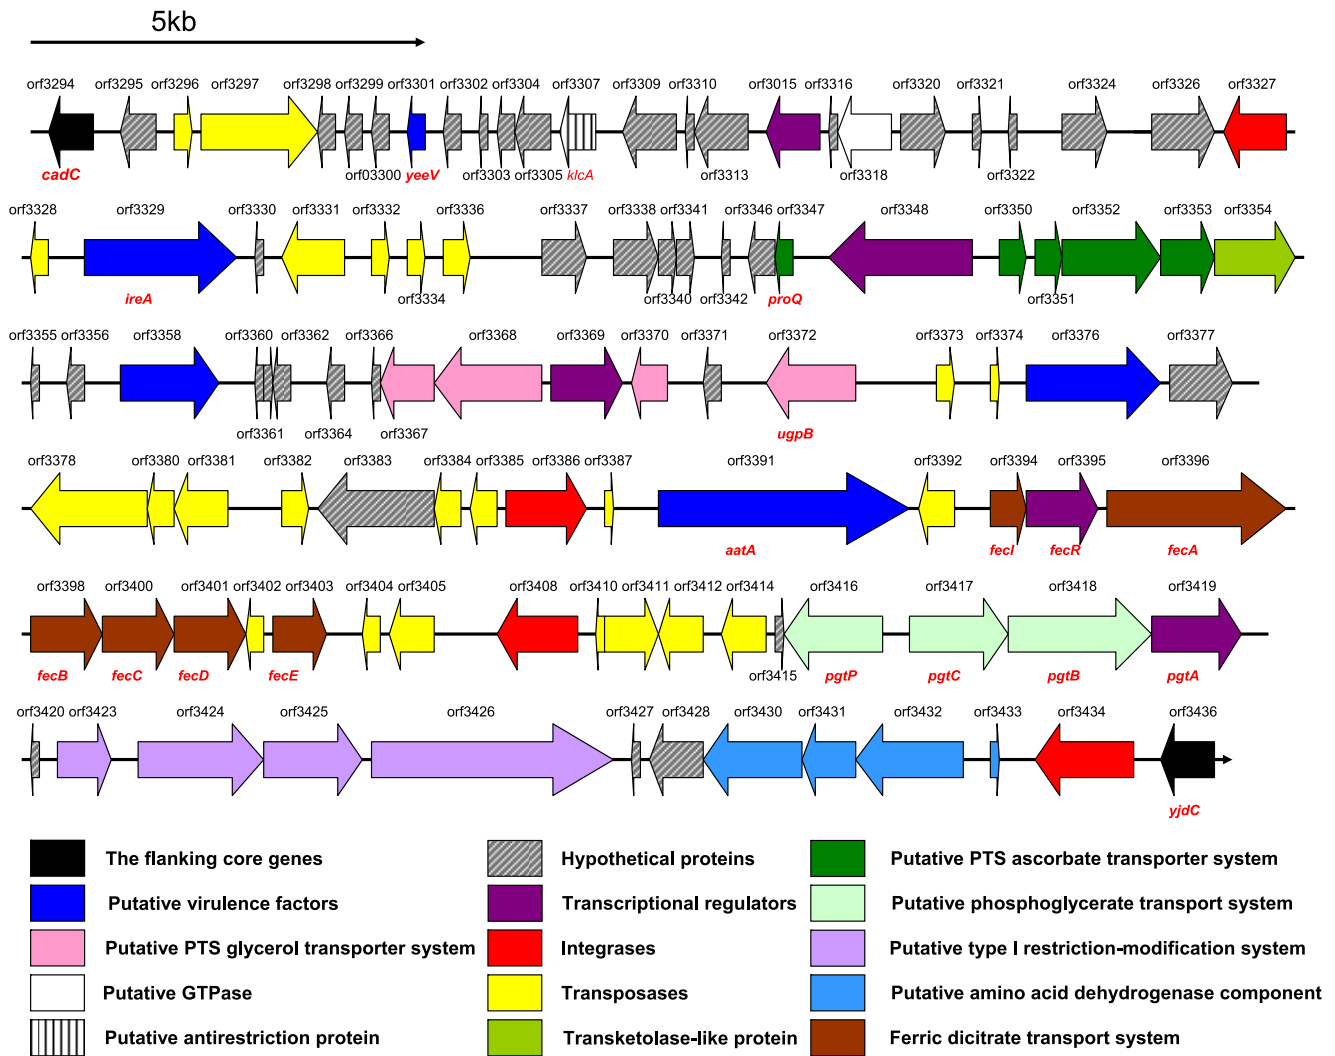 5kb
orf3294 orf3295 orf3296 orf3297 orf3298 orf3299 orf3301 orf3302 orf3304 orf3307 orf3309 orf3310 orf3015 orf3316 orf3320 orf3321 orf3324 orf3326 orf3327
cadC orf03300 yeeV orf3303 orf3305 klcA orf3313 orf3318 orf3322
orf3328 orf3329 orf3330 orf3331 orf3332 orf3336 orf3337 orf3338 orf3341 orf3346 orf3347 orf3348 orf3350 orf3352 orf3353 orf3354
ireA orf3334 orf3340 orf3342 proQ orf3351
orf3355 orf3356 orf3358 orf3360 orf3362 orf3366 orf3368 orf3369 orf3370 orf3371 orf3372 orf3373 orf3374 orf3376 orf3377
orf3361 orf3364 orf3367 ugpB
orf3378 orf3380 orf3381 orf3382 orf3383 orf3384 orf3385 orf3386 orf3387 orf3391 orf3392 orf3394 orf3395 orf3396
aatA fecI fecR fecA
orf3398 orf3400 orf3401 orf3402 orf3403 orf3404 orf3405 orf3408 orf3410 orf3411 orf3412 orf3414 orf3416 orf3417 orf3418 orf3419
fecB fecC fecD fecE orf3415 pgtP pgtC pgtB pgtA
orf3420 orf3423 orf3424 orf3425 orf3426 orf3427 orf3428 orf3430 orf3431 orf3432 orf3433 orf3434 orf3436
yjdC
The flanking core genes Hypothetical proteins Putative PTS ascorbate transporter system
Putative virulence factors Transcriptional regulators Putative phosphoglycerate transport system
Putative PTS glycerol transporter system Integrases Putative type I restriction-modification system
Putative GTPase Transposases Putative amino acid dehydrogenase component
Putative antirestriction protein Transketolase-like protein Ferric dicitrate transport system